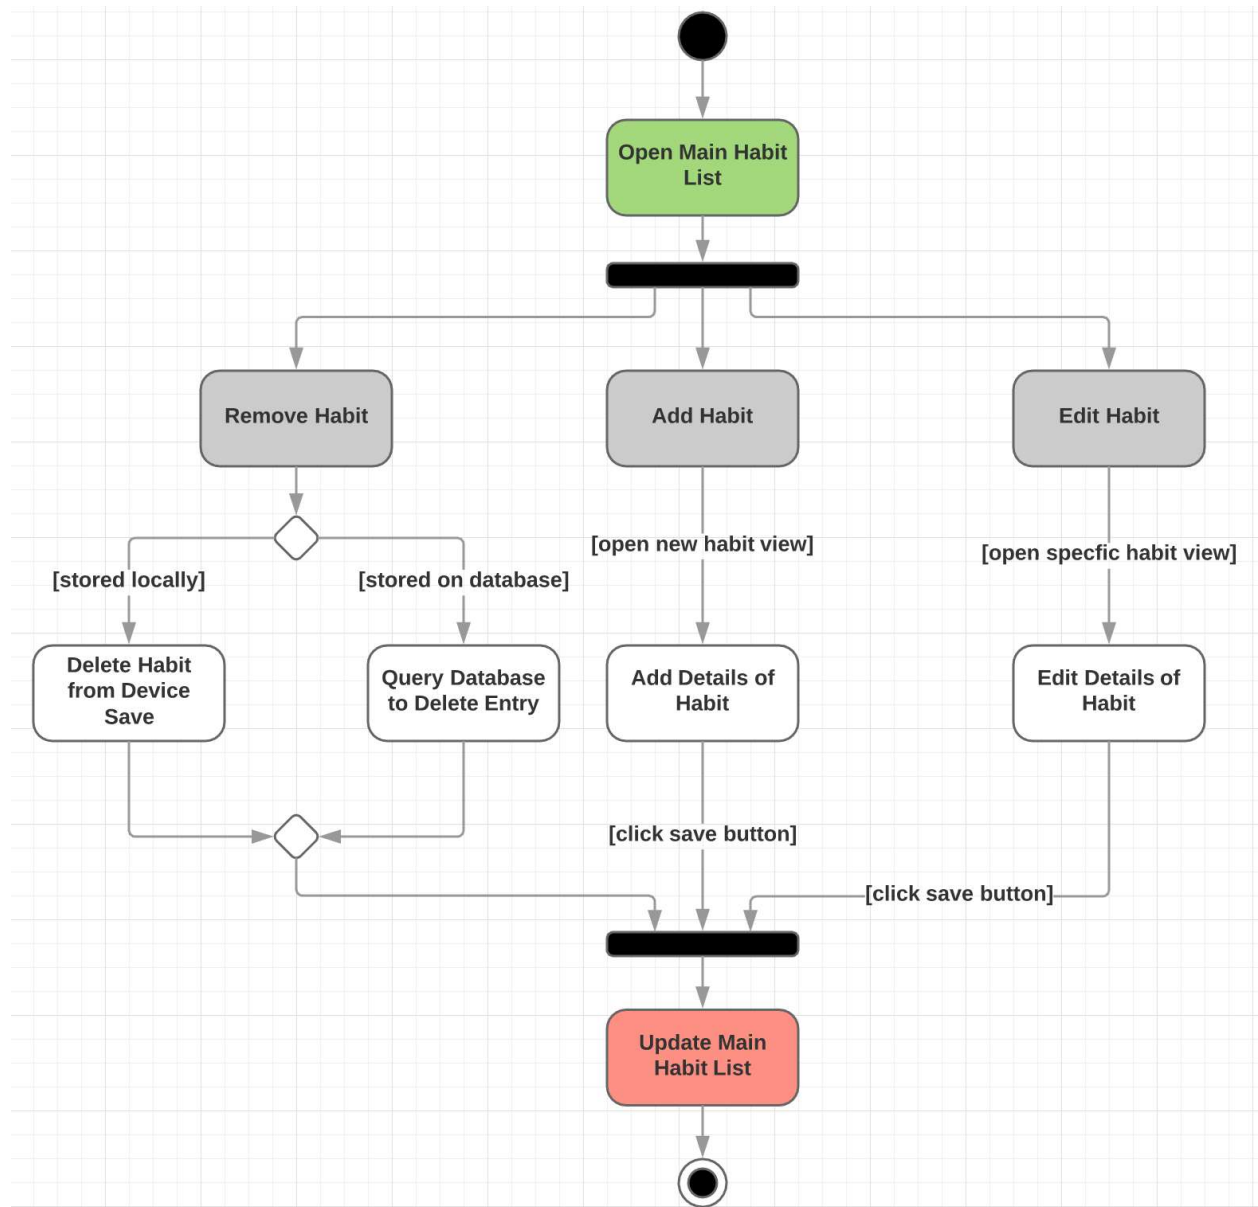 Open Main Habit
List
Remove Habit
Add Habit
Edit Habit
[open new habit view]
[open specfic habit view]
[stored locally]
[stored on database]
Delete Habit
from Device
Save
Query Database
to Delete Entry
Add Details of
Habit
Edit Details of
Habit
[click save button]
[click save button]
Update Main
Habit List